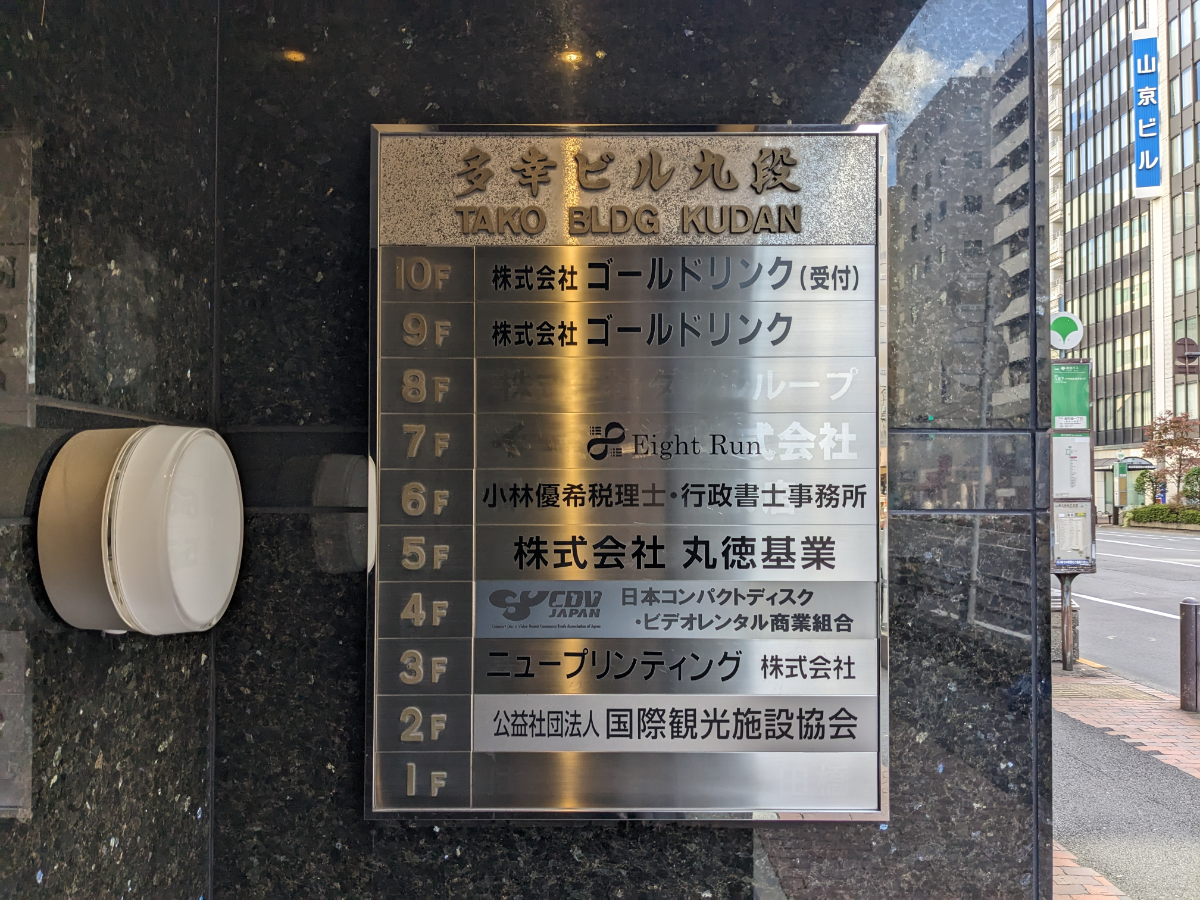 多幸ビル九段
TAKO BLDG KUDAN
10F 株式会社 ゴールドリンク(受付)
9F 株式会社 ゴールドリンク
8F ループ
7F Eight Run 式会社
6F 小林優希税理士・行政書士事務所
5F 株式会社 丸徳基業
4F CDV JAPAN 日本コンパクトディスク
・ビデオレンタル商業組合
3F ニュープリンティング 株式会社
2F 公益社団法人 国際観光施設協会
1F
山京ビル